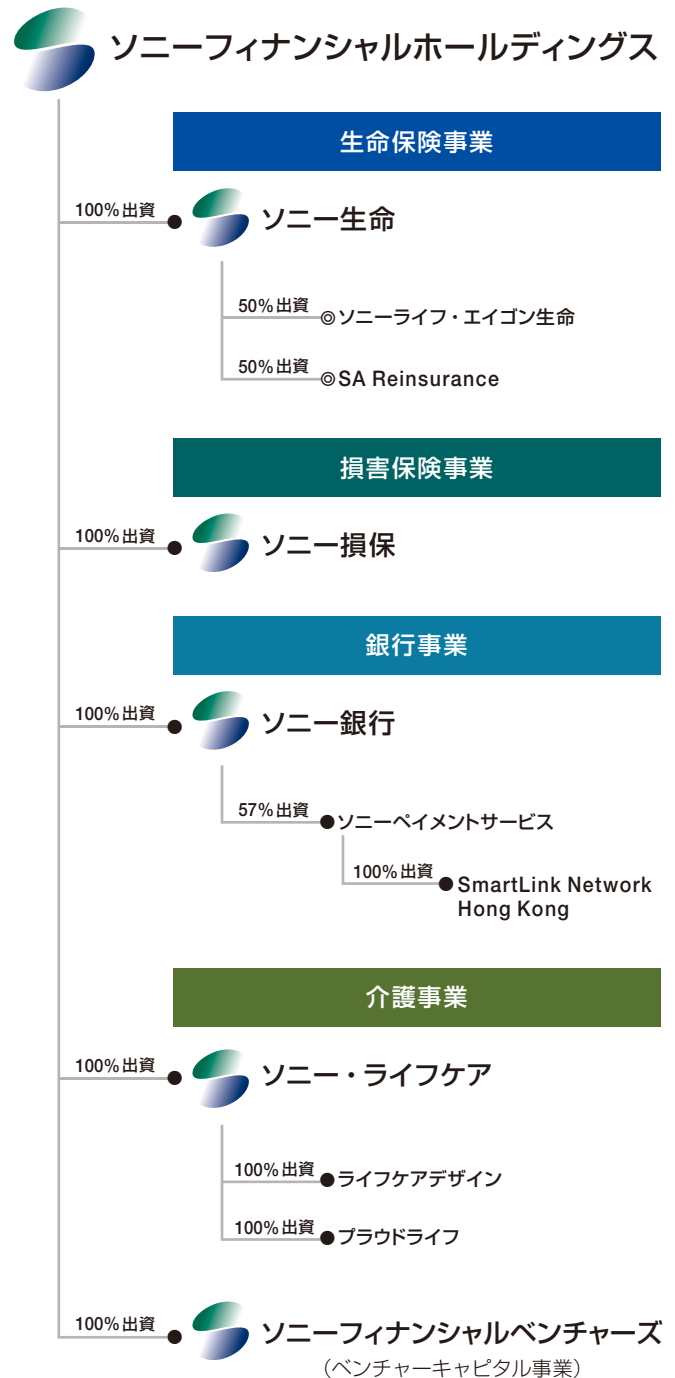 ソニーフィナンシャルホールディングス
生命保険事業
100%出資
ソニー生命
50%出資
◎ソニーライフ・エイゴン生命
50%出資
◎SA Reinsurance
損害保険事業
100%出資
ソニー損保
銀行事業
100%出資
ソニー銀行
57%出資
●ソニーペイメントサービス
100%出資
●SmartLink Network
Hong Kong
介護事業
100%出資
ソニー・ライフケア
100%出資
●ライフケアデザイン
100%出資
●プラウドライフ
100%出資
ソニーフィナンシャルベンチャーズ
（ベンチャーキャピタル事業）